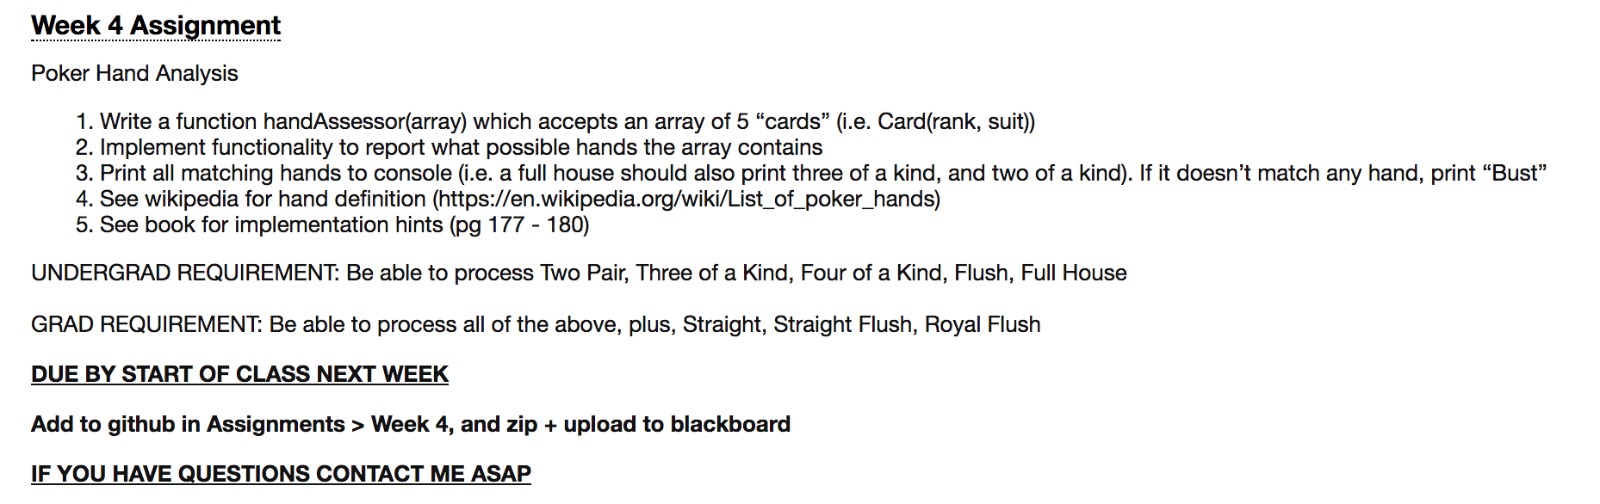 Week 4 Assignment
Poker Hand Analysis
1. Write a function handAssessor(array) which accepts an array of 5 “cards” (i.e. Card(rank, suit))
2. Implement functionality to report what possible hands the array contains
3. Print all matching hands to console (i.e. a full house should also print three of a kind, and two of a kind). If it doesn’t match any hand, print “Bust”
4. See wikipedia for hand definition (https://en.wikipedia.org/wiki/List_of_poker_hands)
5. See book for implementation hints (pg 177 - 180)
UNDERGRAD REQUIREMENT: Be able to process Two Pair, Three of a Kind, Four of a Kind, Flush, Full House
GRAD REQUIREMENT: Be able to process all of the above, plus, Straight, Straight Flush, Royal Flush
DUE BY START OF CLASS NEXT WEEK
Add to github in Assignments > Week 4, and zip + upload to blackboard
IF YOU HAVE QUESTIONS CONTACT ME ASAP